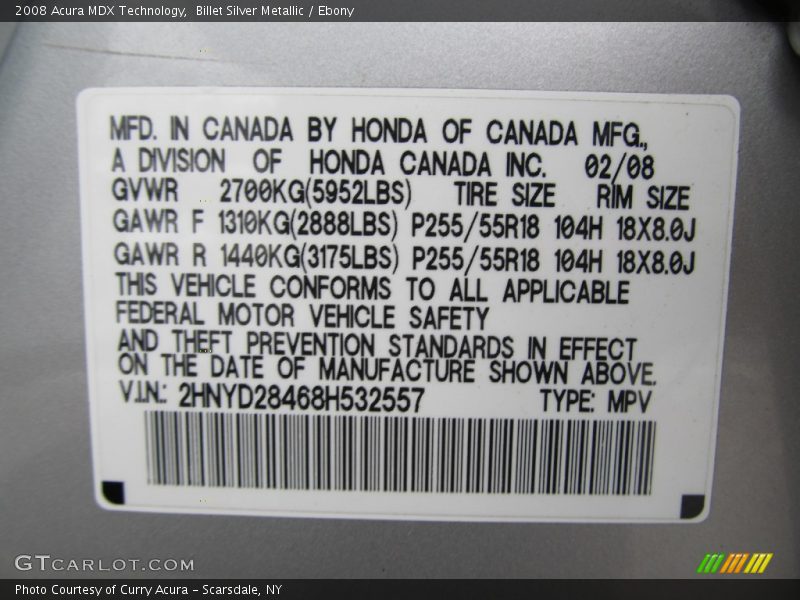 2008 Acura MDX Technology,  Billet Silver Metallic / Ebony
MFD. IN CANADA BY HONDA OF CANADA MFG.,
A DIVISION OF HONDA CANADA INC. 02/08
GVWR 2700KG(5952LBS) TIRE SIZE RIM SIZE
GAWR F 1310KG(2888LBS) P255/55R18 104H 18X8.0J
GAWR R 1440KG(3175LBS) P255/55R18 104H 18X8.0J
THIS VEHICLE CONFORMS TO ALL APPLICABLE
FEDERAL MOTOR VEHICLE SAFETY
AND THEFT PREVENTION STANDARDS IN EFFECT
ON THE DATE OF MANUFACTURE SHOWN ABOVE.
V.I.N.: 2HNYD28468H532557 TYPE: MPV
GTCARLOT.COM
Photo Courtesy of Curry Acura – Scarsdale, NY